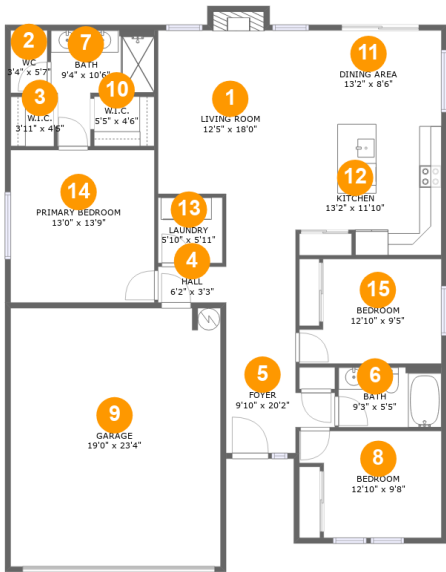 2
WC
3'4" x 5'7"
7
BATH
9'4" x 10'6"
3
W.I.C.
3'11" x 4'6"
10
W.I.C.
5'5" x 4'6"
1
LIVING ROOM
12'5" x 18'0"
11
DINING AREA
13'2" x 8'6"
12
KITCHEN
13'2" x 11'10"
14
PRIMARY BEDROOM
13'0" x 13'9"
13
LAUNDRY
5'10" x 5'11"
4
HALL
6'2" x 3'3"
15
BEDROOM
12'10" x 9'5"
5
FOYER
9'10" x 20'2"
6
BATH
9'3" x 5'5"
9
GARAGE
19'0" x 23'4"
8
BEDROOM
12'10" x 9'8"